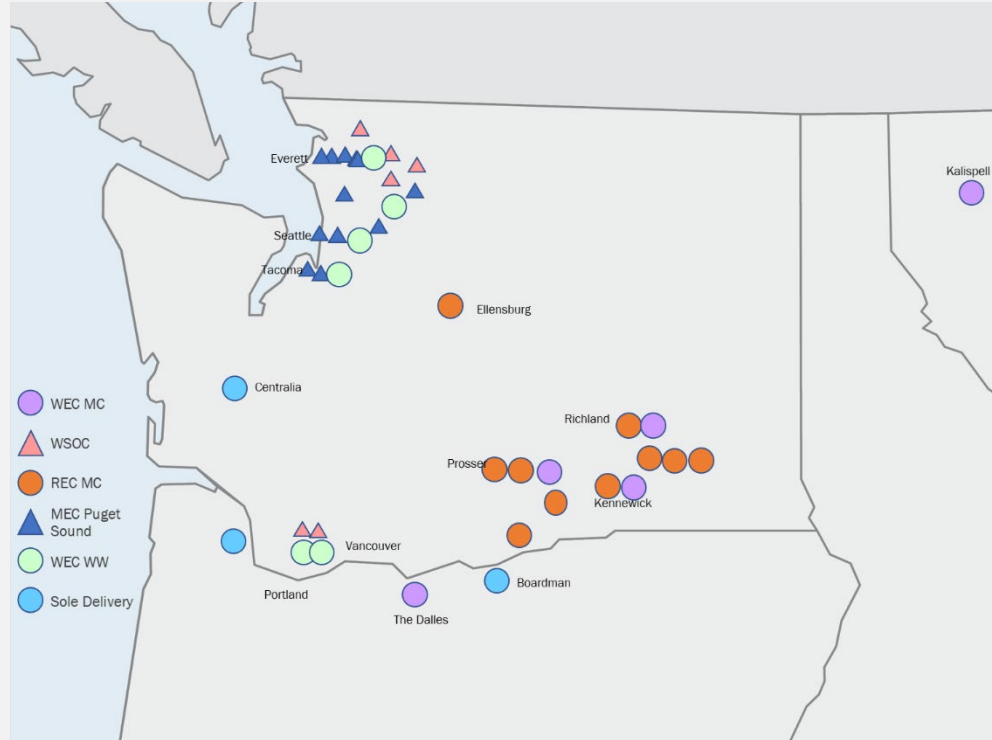 Kalispell
Everett
Seattle
Tacoma
Ellensburg
Centralia
WEC MC
Richland
WSOC
Prosser
REC MC
Kennewick
MEC Puget
Sound
Vancouver
WEC WW
Boardman
Portland
Sole Delivery
The Dalles